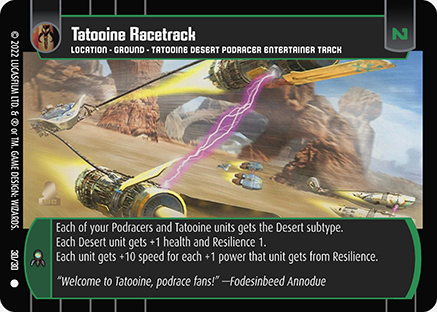 Tatooine Racetrack
LOCATION • GROUND • TATOOINE DESERT PODRACER ENTERTAINER TRACK
N
Each of your Podracers and Tatooine units gets the Desert subtype.
Each Desert unit gets +1 health and Resilience 1.
Each unit gets +10 speed for each +1 power that unit gets from Resilience.
“Welcome to Tatooine, podrace fans!” —Fodesinbeed Annodue
© 2022 LUCASFILM LTD. & ® or TM. GAME DESIGN: WIZARDS.
30/30